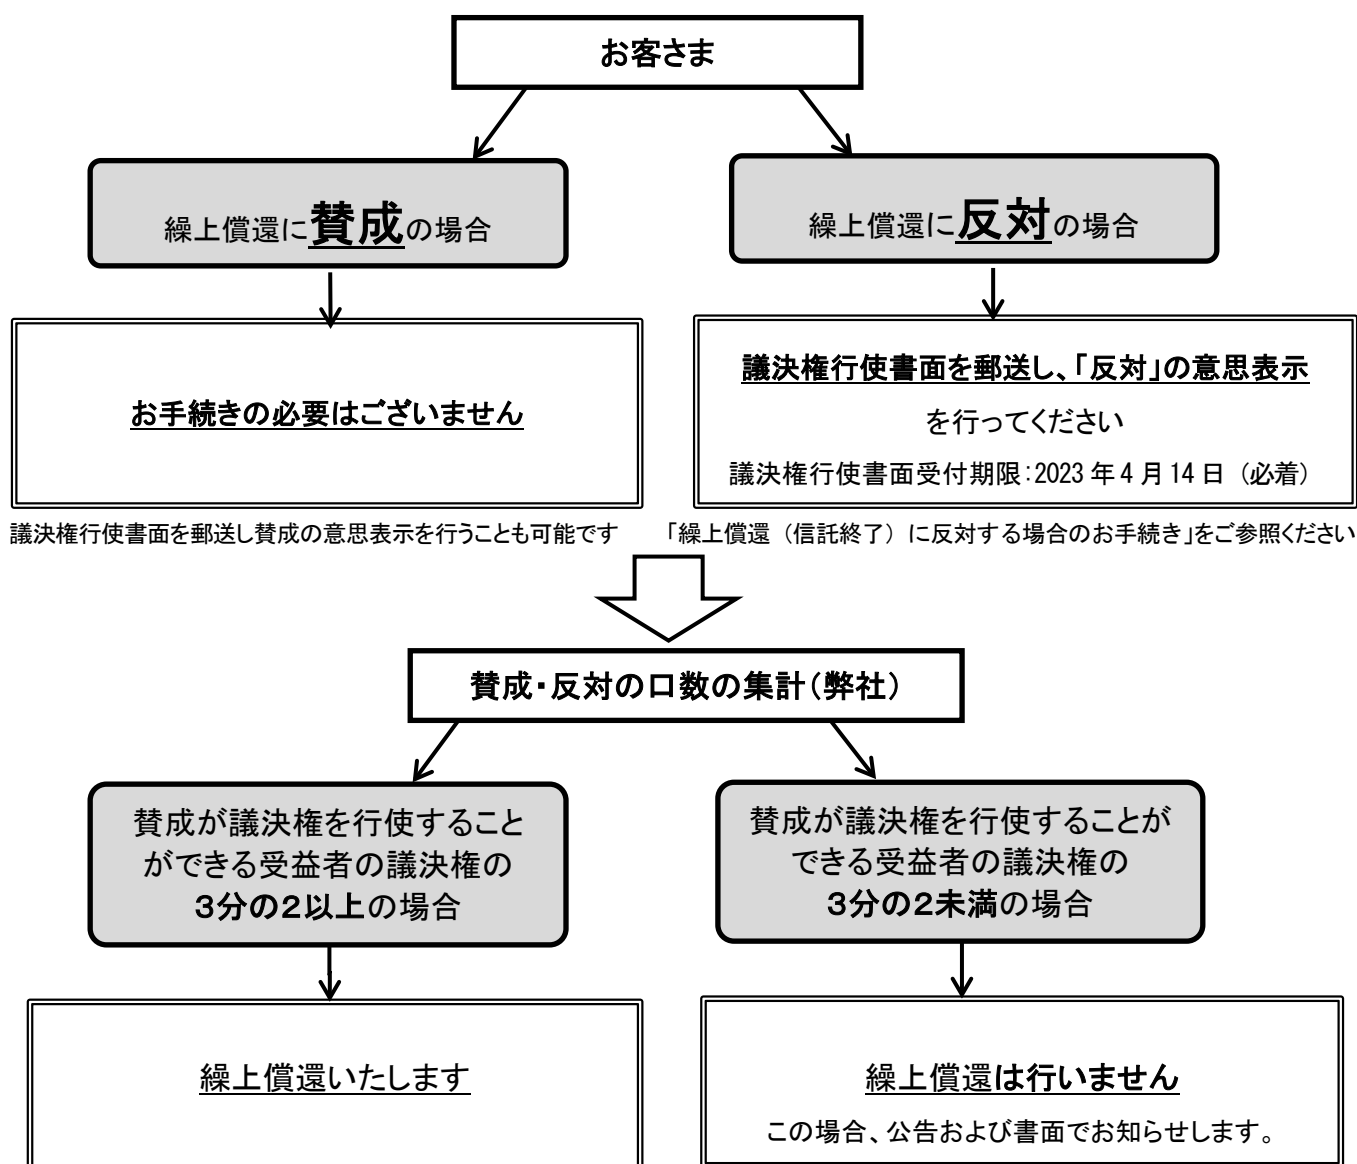 お客さま
繰上償還に賛成の場合
繰上償還に反対の場合
お手続きの必要はございません
議決権行使書面を郵送し、「反対」の意思表示
を行ってください
議決権行使書面受付期限：2023年4月14日（必着）
議決権行使書面を郵送し賛成の意思表示を行うことも可能です
「繰上償還（信託終了）に反対する場合のお手続き」をご参照ください
賛成・反対の口数の集計（弊社）
賛成が議決権を行使すること
ができる受益者の議決権の
３分の２以上の場合
賛成が議決権を行使することが
できる受益者の議決権の
３分の２未満の場合
繰上償還いたします
繰上償還は行いません
この場合、公告および書面でお知らせします。